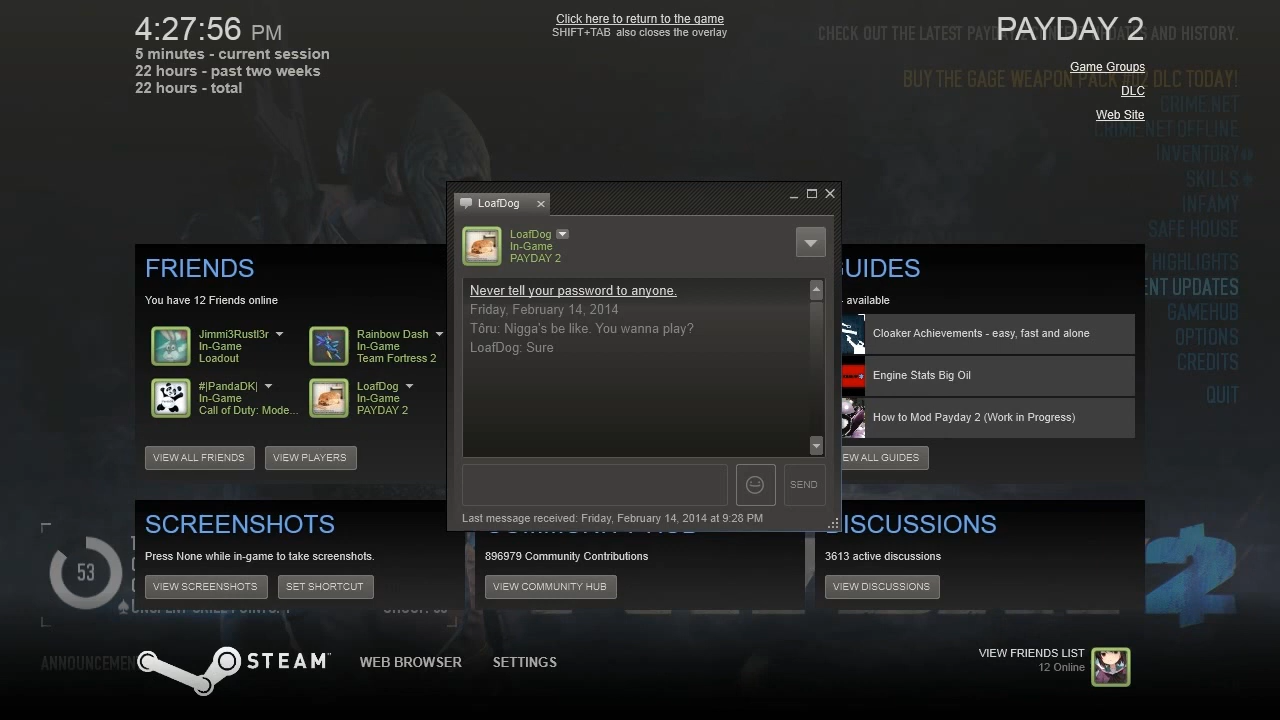 4:27:56 PM
5 minutes - current session
22 hours - past two weeks
22 hours - total
Click here to return to the game
SHIFT+TAB also closes the overlay
PAYDAY 2
CHECK OUT THE LATEST AND HISTORY.
Game Groups
BUY THE GAGE WEAPON PACK #02 DLC TODAY!
DLC
CRIME.NET
Web Site
CRIME.NET OFFLINE
INVENTORY
SKILLS
INFAMY
SAFE HOUSE
HIGHLIGHTS
ENT UPDATES
GAMEHUB
OPTIONS
CREDITS
QUIT
FRIENDS
You have 12 Friends online
Jimmi3Rustl3r
In-Game
Loadout
Rainbow Dash
In-Game
Team Fortress 2
#|PandaDK|
In-Game
Call of Duty: Mode...
LoafDog
In-Game
PAYDAY 2
VIEW ALL FRIENDS
VIEW PLAYERS
LoafDog
LoafDog
In-Game
PAYDAY 2
Never tell your password to anyone.
Friday, February 14, 2014
Tôru: Nigga's be like. You wanna play?
LoafDog: Sure
SEND
Last message received: Friday, February 14, 2014 at 9:28 PM
GUIDES
- available
Cloaker Achievements - easy, fast and alone
Engine Stats Big Oil
How to Mod Payday 2 (Work in Progress)
EW ALL GUIDES
SCREENSHOTS
Press None while in-game to take screenshots.
VIEW SCREENSHOTS
SET SHORTCUT
COMMUNITY HUB
896979 Community Contributions
VIEW COMMUNITY HUB
DISCUSSIONS
3613 active discussions
VIEW DISCUSSIONS
53
2
ANNOUNCEMEN
STEAM
WEB BROWSER
SETTINGS
VIEW FRIENDS LIST
12 Online